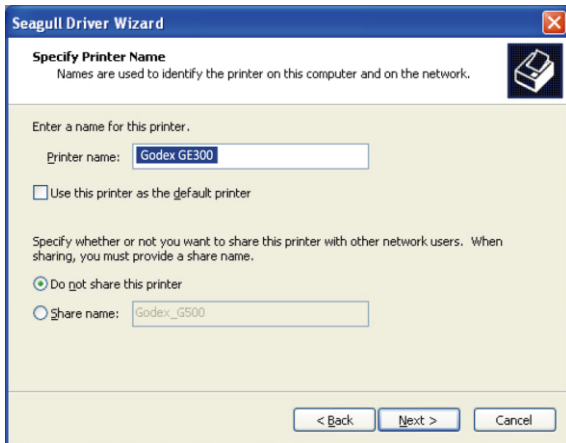 Seagull Driver Wizard
Specify Printer Name
Names are used to identify the printer on this computer and on the network.
Enter a name for this printer.
Printer name: Godex GE300
Use this printer as the default printer
Specify whether or not you want to share this printer with other network users. When
sharing, you must provide a share name.
Do not share this printer
Share name: Godex_G500
< Back Next > Cancel